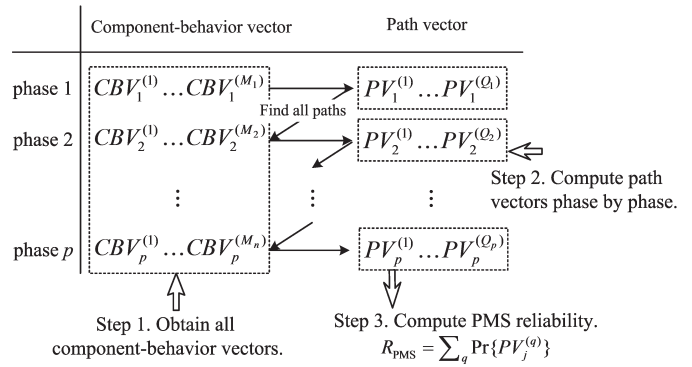 Component-behavior vector Path vector
phase 1 CBV_1^{(1)} … CBV_1^{(M_1)} PV_1^{(1)} … PV_1^{(Q_1)}
Find all paths
phase 2 CBV_2^{(1)} … CBV_2^{(M_2)} PV_2^{(1)} … PV_2^{(Q_2)}
Step 2. Compute path
vectors phase by phase.
⋮ ⋮ ⋮
phase p CBV_p^{(1)} … CBV_p^{(M_n)} PV_p^{(1)} … PV_p^{(Q_p)}
Step 1. Obtain all
component-behavior vectors.
Step 3. Compute PMS reliability.
R_{PMS} = ∑_q Pr{PV_j^{(q)}}